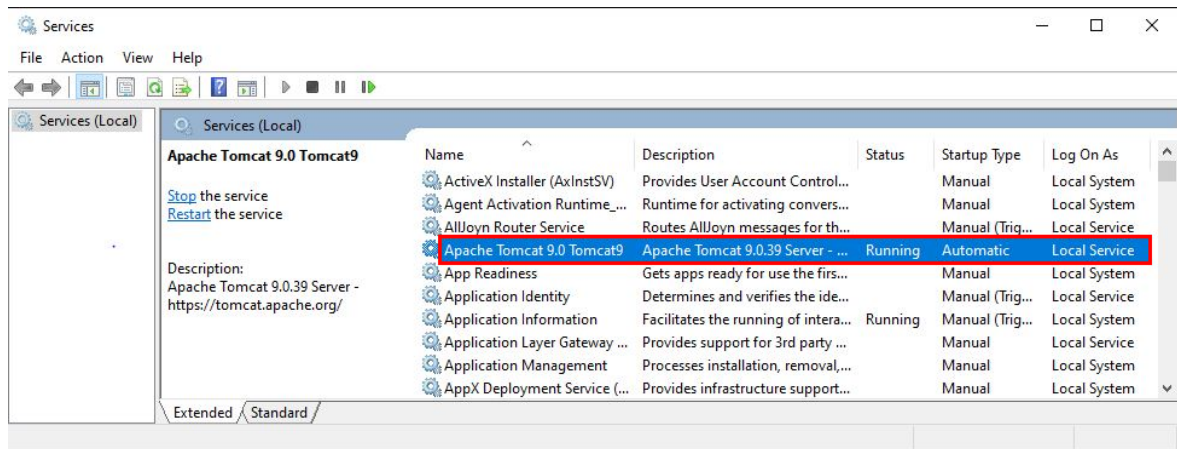 Services
File Action View Help
Services (Local)
Services (Local)
Apache Tomcat 9.0 Tomcat9
Stop the service
Restart the service
Description:
Apache Tomcat 9.0.39 Server -
https://tomcat.apache.org/
Name Description Status Startup Type Log On As
ActiveX Installer (AxInstSV) Provides User Account Control... Manual Local System
Agent Activation Runtime_... Runtime for activating convers... Manual Local System
AllJoyn Router Service Routes AllJoyn messages for th... Manual (Trig... Local Service
Apache Tomcat 9.0 Tomcat9 Apache Tomcat 9.0.39 Server - ... Running Automatic Local Service
App Readiness Gets apps ready for use the firs... Manual Local System
Application Identity Determines and verifies the ide... Manual (Trig... Local Service
Application Information Facilitates the running of intera... Running Manual (Trig... Local System
Application Layer Gateway ... Provides support for 3rd party ... Manual Local Service
Application Management Processes installation, removal,... Manual Local System
AppX Deployment Service (... Provides infrastructure support... Manual Local System
Extended Standard